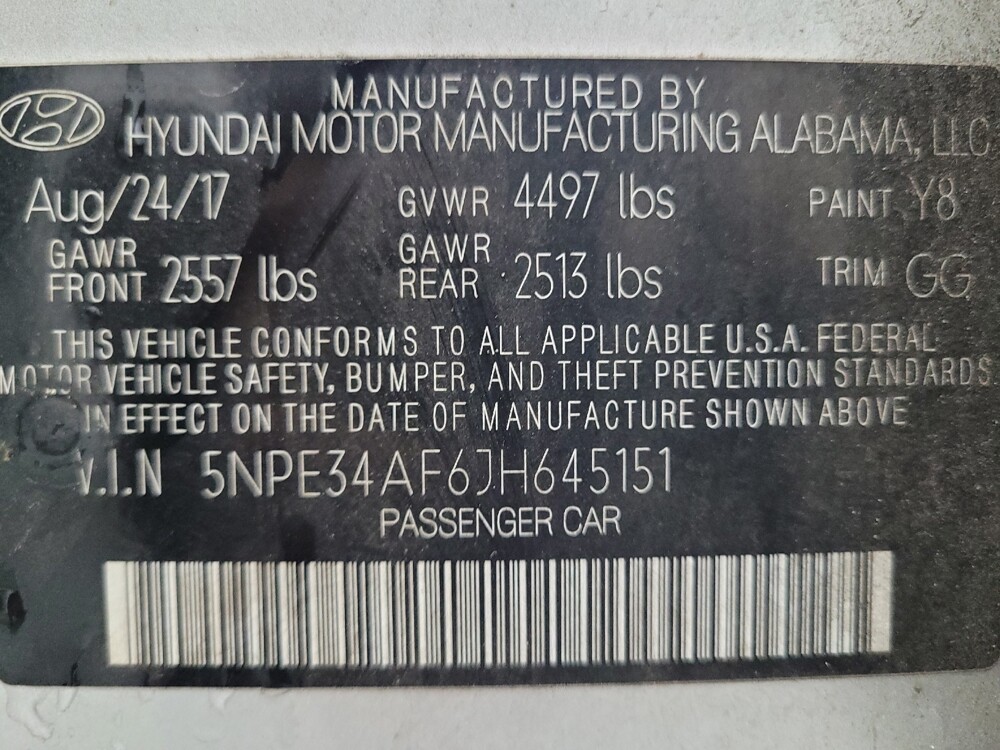 MANUFACTURED BY
HYUNDAI MOTOR MANUFACTURING ALABAMA, LLC
Aug/24/17 GVWR 4497 lbs PAINT Y8
GAWR FRONT 2557 lbs GAWR REAR 2513 lbs TRIM GG
THIS VEHICLE CONFORMS TO ALL APPLICABLE U.S.A. FEDERAL
MOTOR VEHICLE SAFETY, BUMPER, AND THEFT PREVENTION STANDARDS
IN EFFECT ON THE DATE OF MANUFACTURE SHOWN ABOVE
V.I.N 5NPE34AF6JH645151
PASSENGER CAR